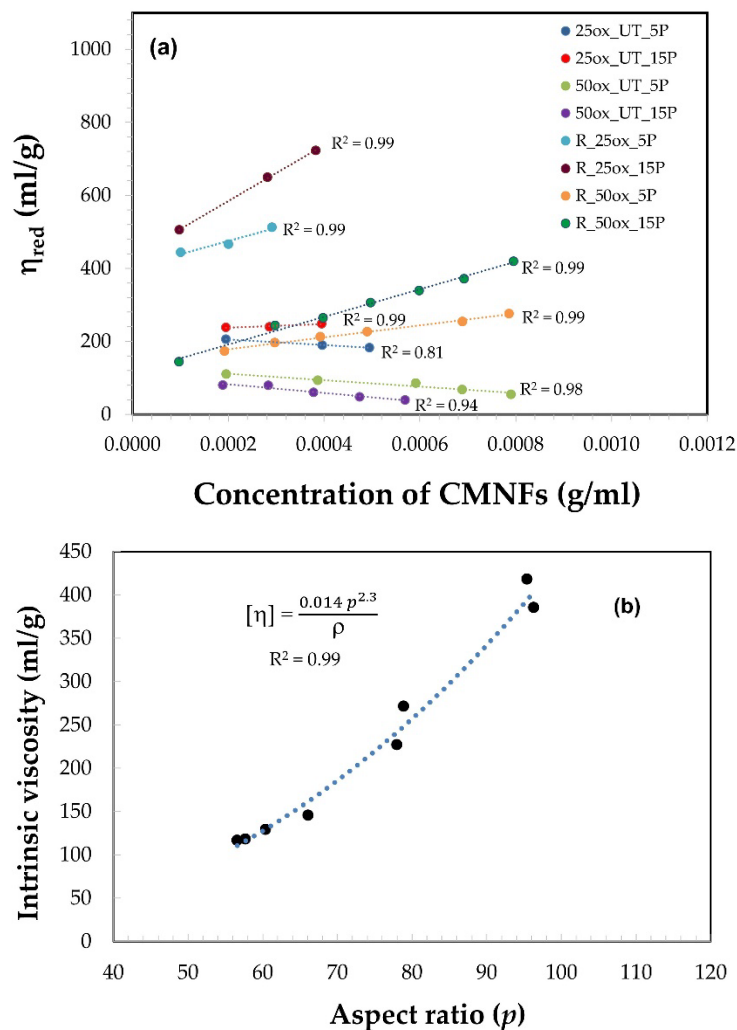 (a)
1000
800
600
400
200
0
η_red (ml/g)
25ox_UT_5P
25ox_UT_15P
50ox_UT_5P
50ox_UT_15P
R_25ox_5P
R_25ox_15P
R_50ox_5P
R_50ox_15P
R² = 0.99
R² = 0.99
R² = 0.99
R² = 0.99
R² = 0.99
R² = 0.81
R² = 0.98
R² = 0.94
0.0000 0.0002 0.0004 0.0006 0.0008 0.0010 0.0012
Concentration of CMNFs (g/ml)
450
400
350
300
250
200
150
100
50
0
Intrinsic viscosity (ml/g)
[η] = 0.014 p^2.3 / ρ
R² = 0.99
(b)
40 50 60 70 80 90 100 110 120
Aspect ratio (p)